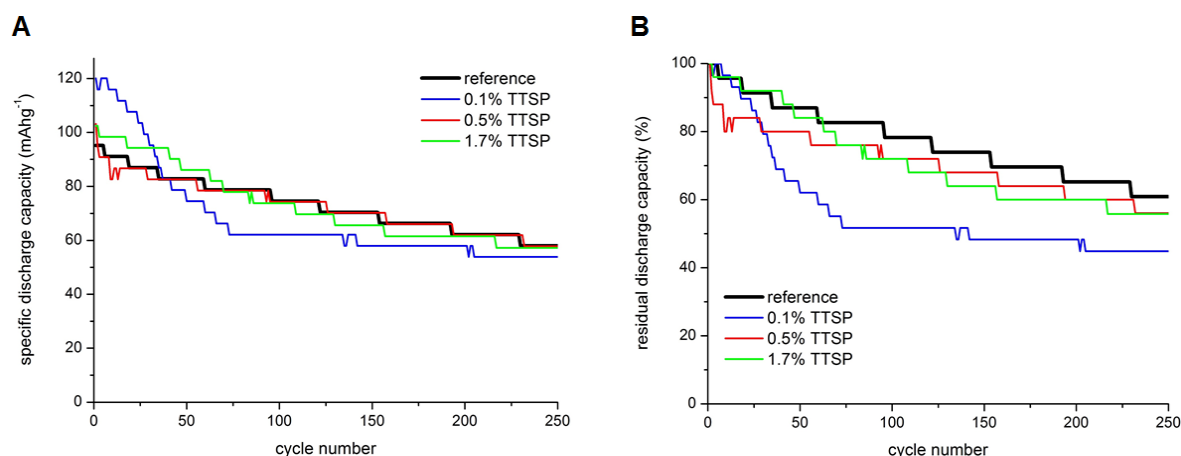 A
specific discharge capacity (mAhg-1)
120
100
80
60
40
20
0
0 50 100 150 200 250
cycle number
reference
0.1% TTSP
0.5% TTSP
1.7% TTSP
B
residual discharge capacity (%)
100
80
60
40
20
0
0 50 100 150 200 250
cycle number
reference
0.1% TTSP
0.5% TTSP
1.7% TTSP